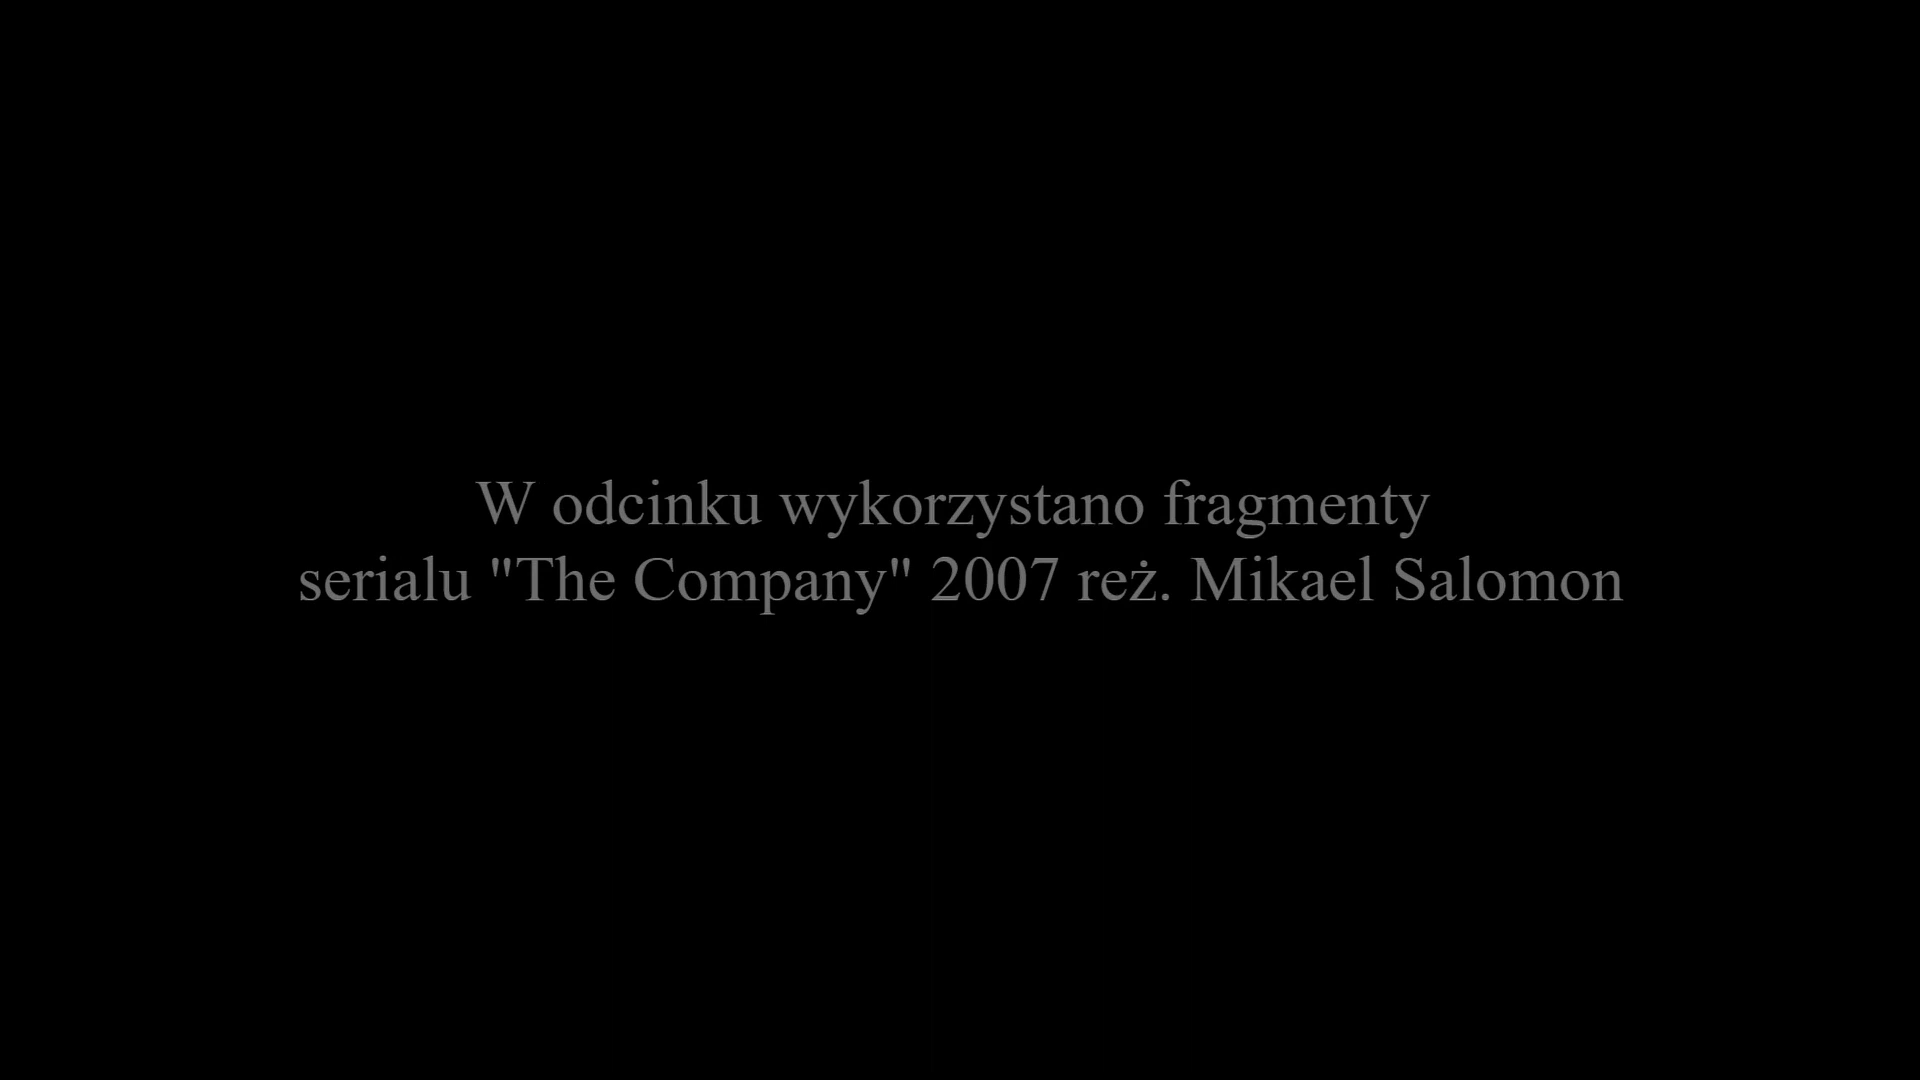 W odcinku wykorzystano fragmenty
serialu "The Company" 2007 reż. Mikael Salomon